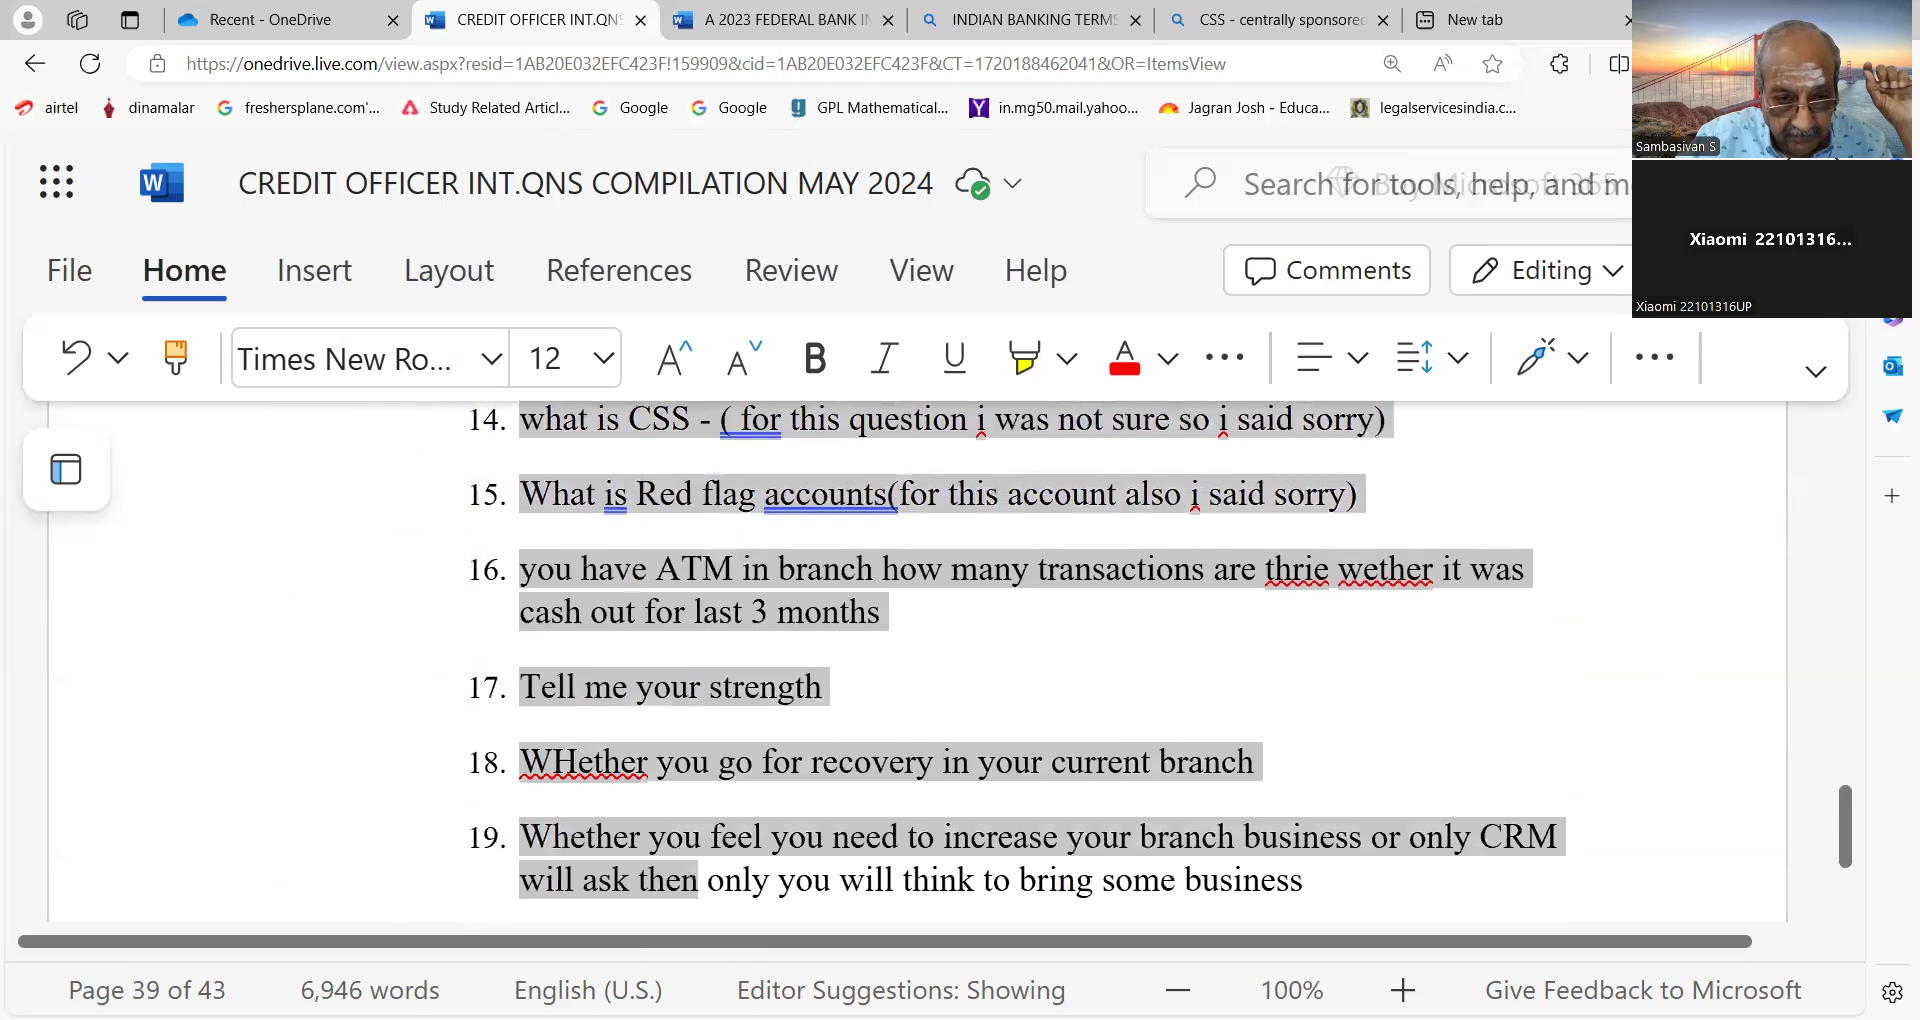 Recent - OneDrive
CREDIT OFFICER INT.QNS
A 2023 FEDERAL BANK IN
INDIAN BANKING TERMS
CSS - centrally sponsored
New tab
https://onedrive.live.com/view.aspx?resid=1AB20E032EFC423F!159909&cid=1AB20E032EFC423F&CT=1720188462041&OR=ItemsView
airtel
dinamalar
freshersplane.com'...
Study Related Articl...
Google
Google
GPL Mathematical...
in.mg50.mail.yahoo...
Jagran Josh - Educa...
legalservicesindia.c...
Sambasivan S
Xiaomi 22101316...
Xiaomi 22101316UP
W
CREDIT OFFICER INT.QNS COMPILATION MAY 2024
Search for tools, help, and m
File Home Insert Layout References Review View Help
Comments
Editing
Times New Ro...
12
14. what is CSS - ( for this question i was not sure so i said sorry)
15. What is Red flag accounts(for this account also i said sorry)
16. you have ATM in branch how many transactions are thrie wether it was
cash out for last 3 months
17. Tell me your strength
18. WHether you go for recovery in your current branch
19. Whether you feel you need to increase your branch business or only CRM
will ask then only you will think to bring some business
Page 39 of 43
6,946 words
English (U.S.)
Editor Suggestions: Showing
100%
Give Feedback to Microsoft